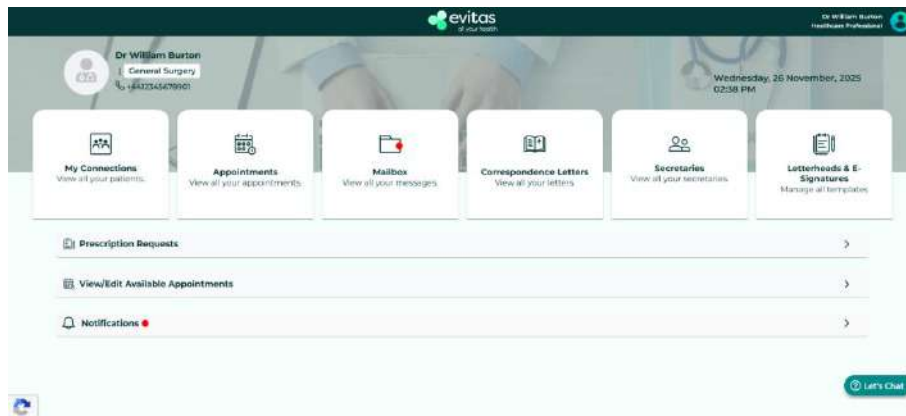 evitas
of your health
Dr William Burton
Healthcare Professional
Dr William Burton
General Surgery
+4412345679901
Wednesday, 26 November, 2025
02:38 PM
My Connections
View all your patients.
Appointments
View all your appointments
Mailbox
View all your messages
Correspondence Letters
View all your letters
Secretaries
View all your secretaries
Letterheads & E-
Signatures
Manage all templates
Prescription Requests
View/Edit Available Appointments
Notifications
Let's Chat